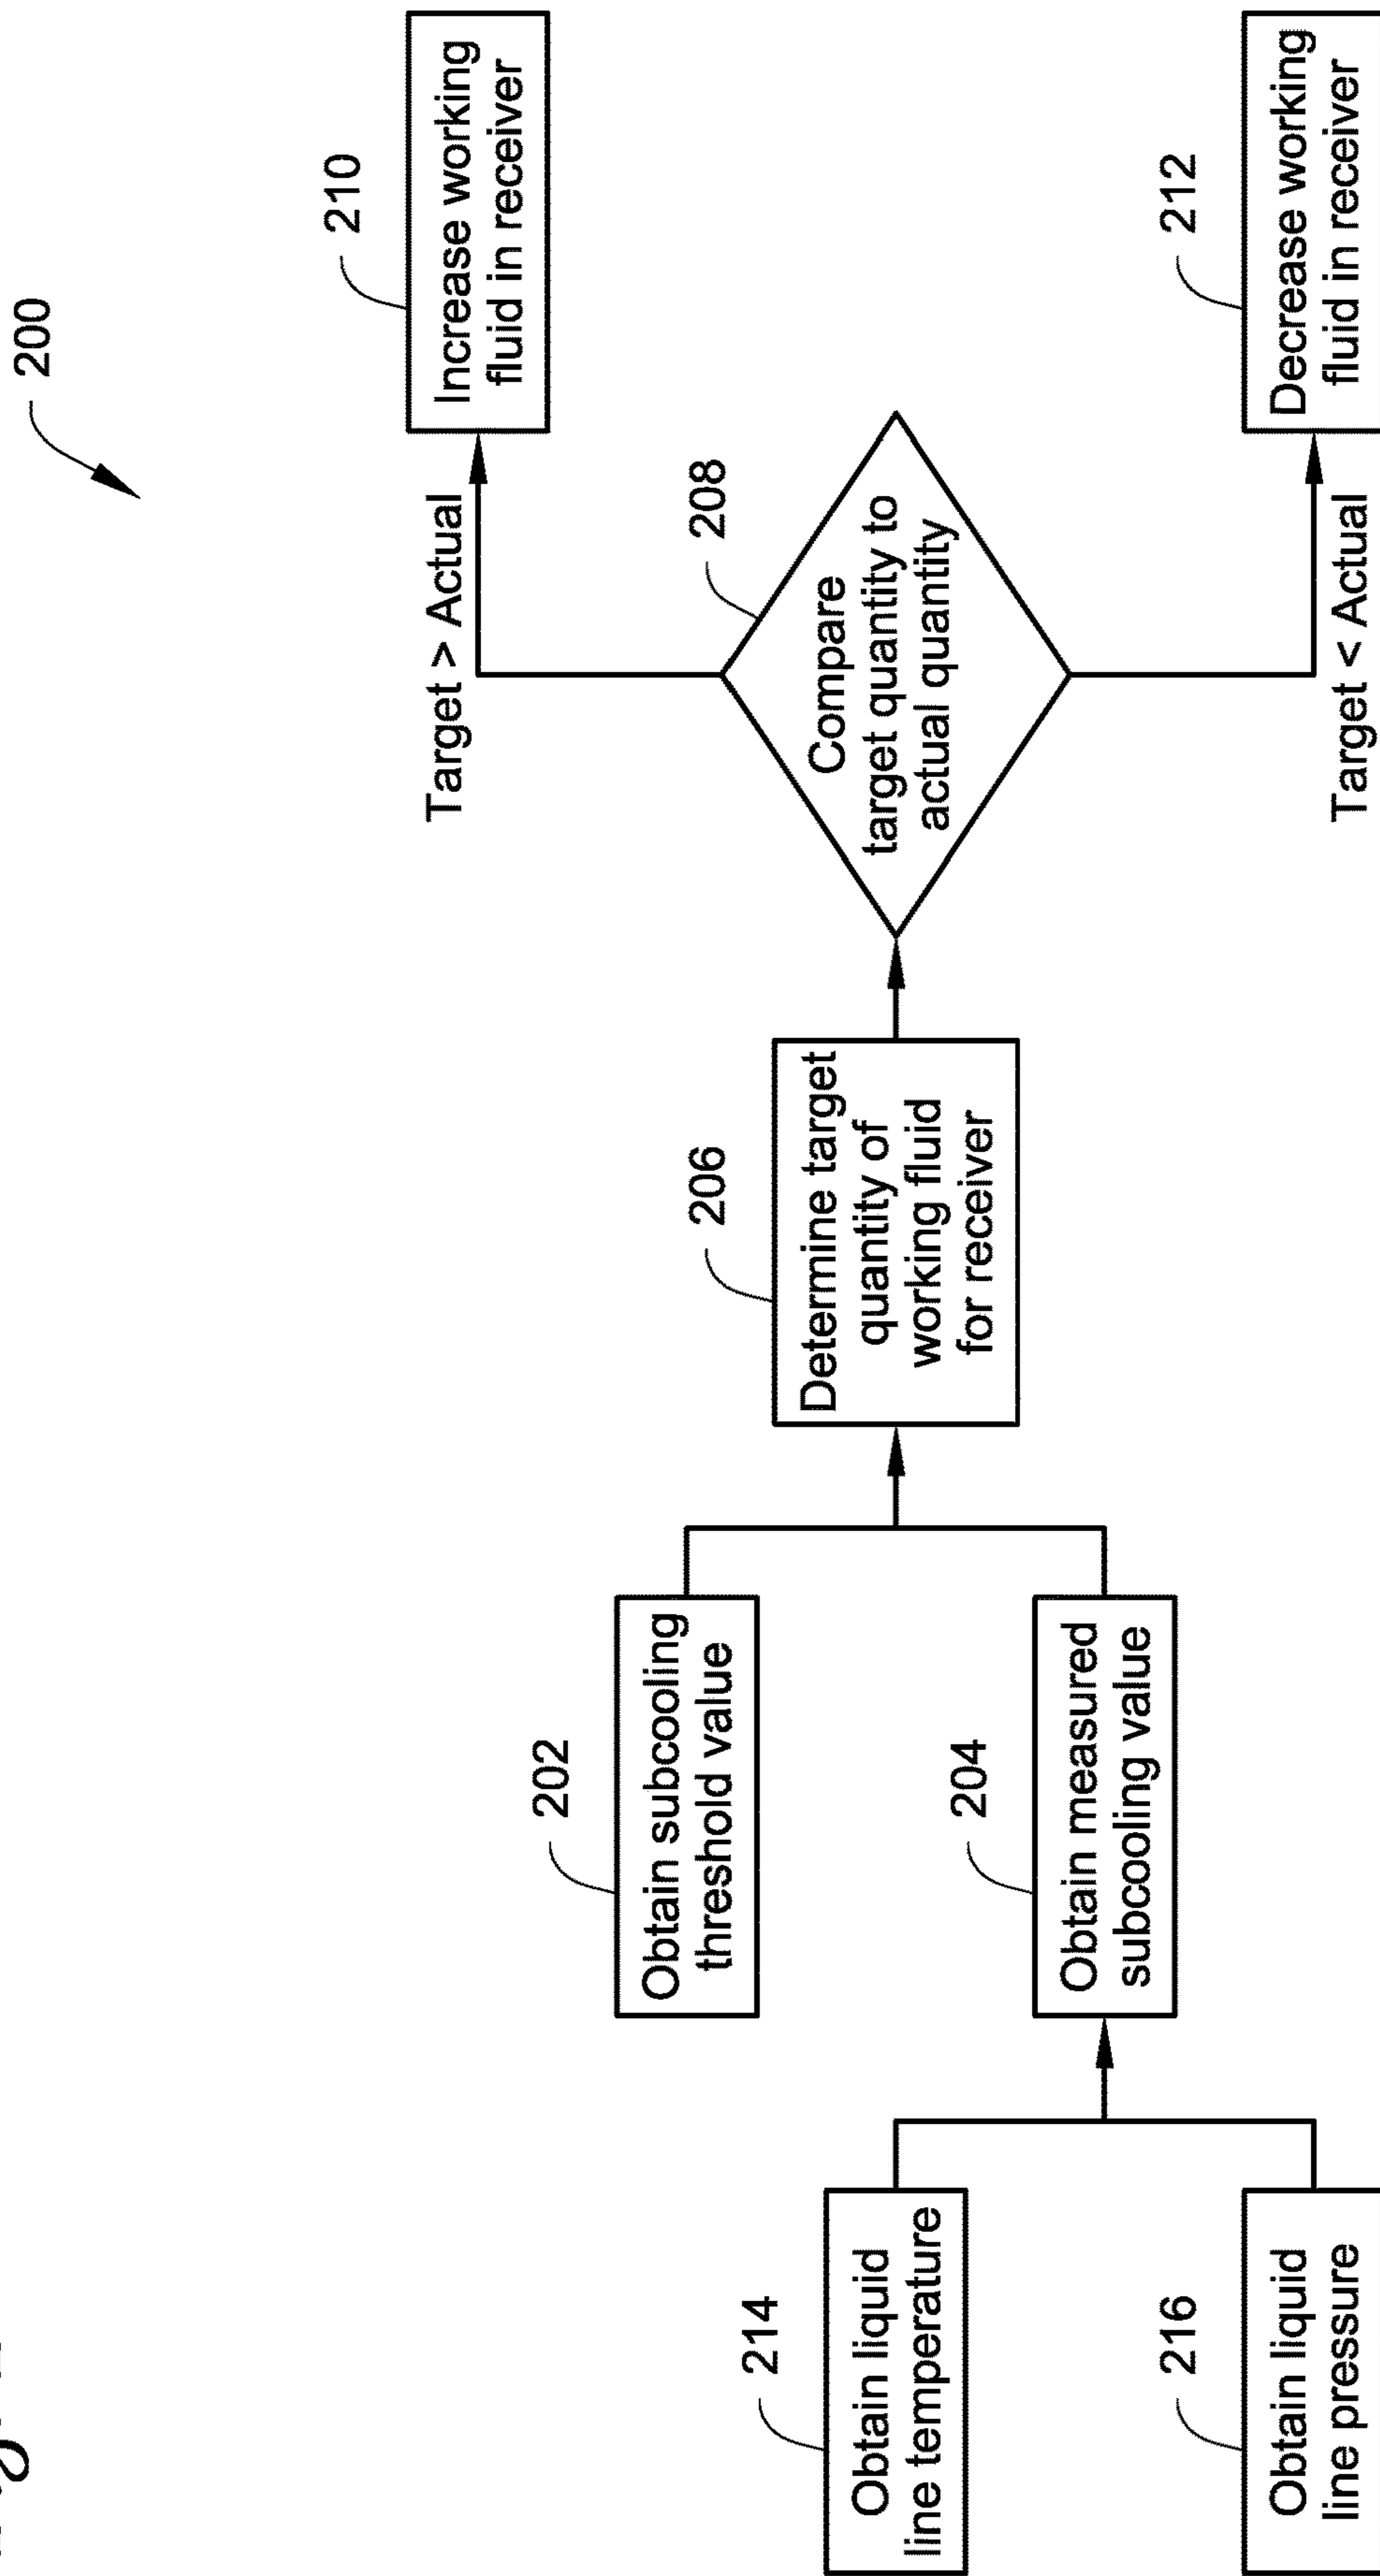 200
214
Obtain liquid
line temperature
216
Obtain liquid
line pressure
202
Obtain subcooling
threshold value
204
Obtain measured
subcooling value
206
Determine target
quantity of
working fluid
for receiver
208
Compare
target quantity to
actual quantity
Target > Actual
210
Increase working
fluid in receiver
Target < Actual
212
Decrease working
fluid in receiver